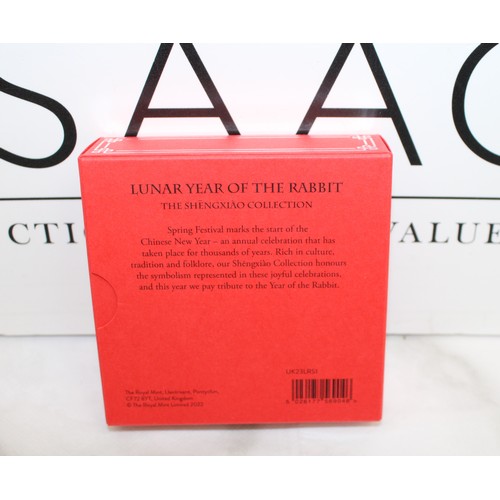 SAAC
CTIO
VALUE
LUNAR YEAR OF THE RABBIT
THE SHĒNGXIÀO COLLECTION
Spring Festival marks the start of the
Chinese New Year – an annual celebration that has
taken place for thousands of years. Rich in culture,
tradition and folklore, our Shēngxiào Collection honours
the symbolism represented in these joyful celebrations,
and this year we pay tribute to the Year of the Rabbit.
The Royal Mint, Llantrisant, Pontyclun,
CF72 8YT, United Kingdom
© The Royal Mint Limited 2022